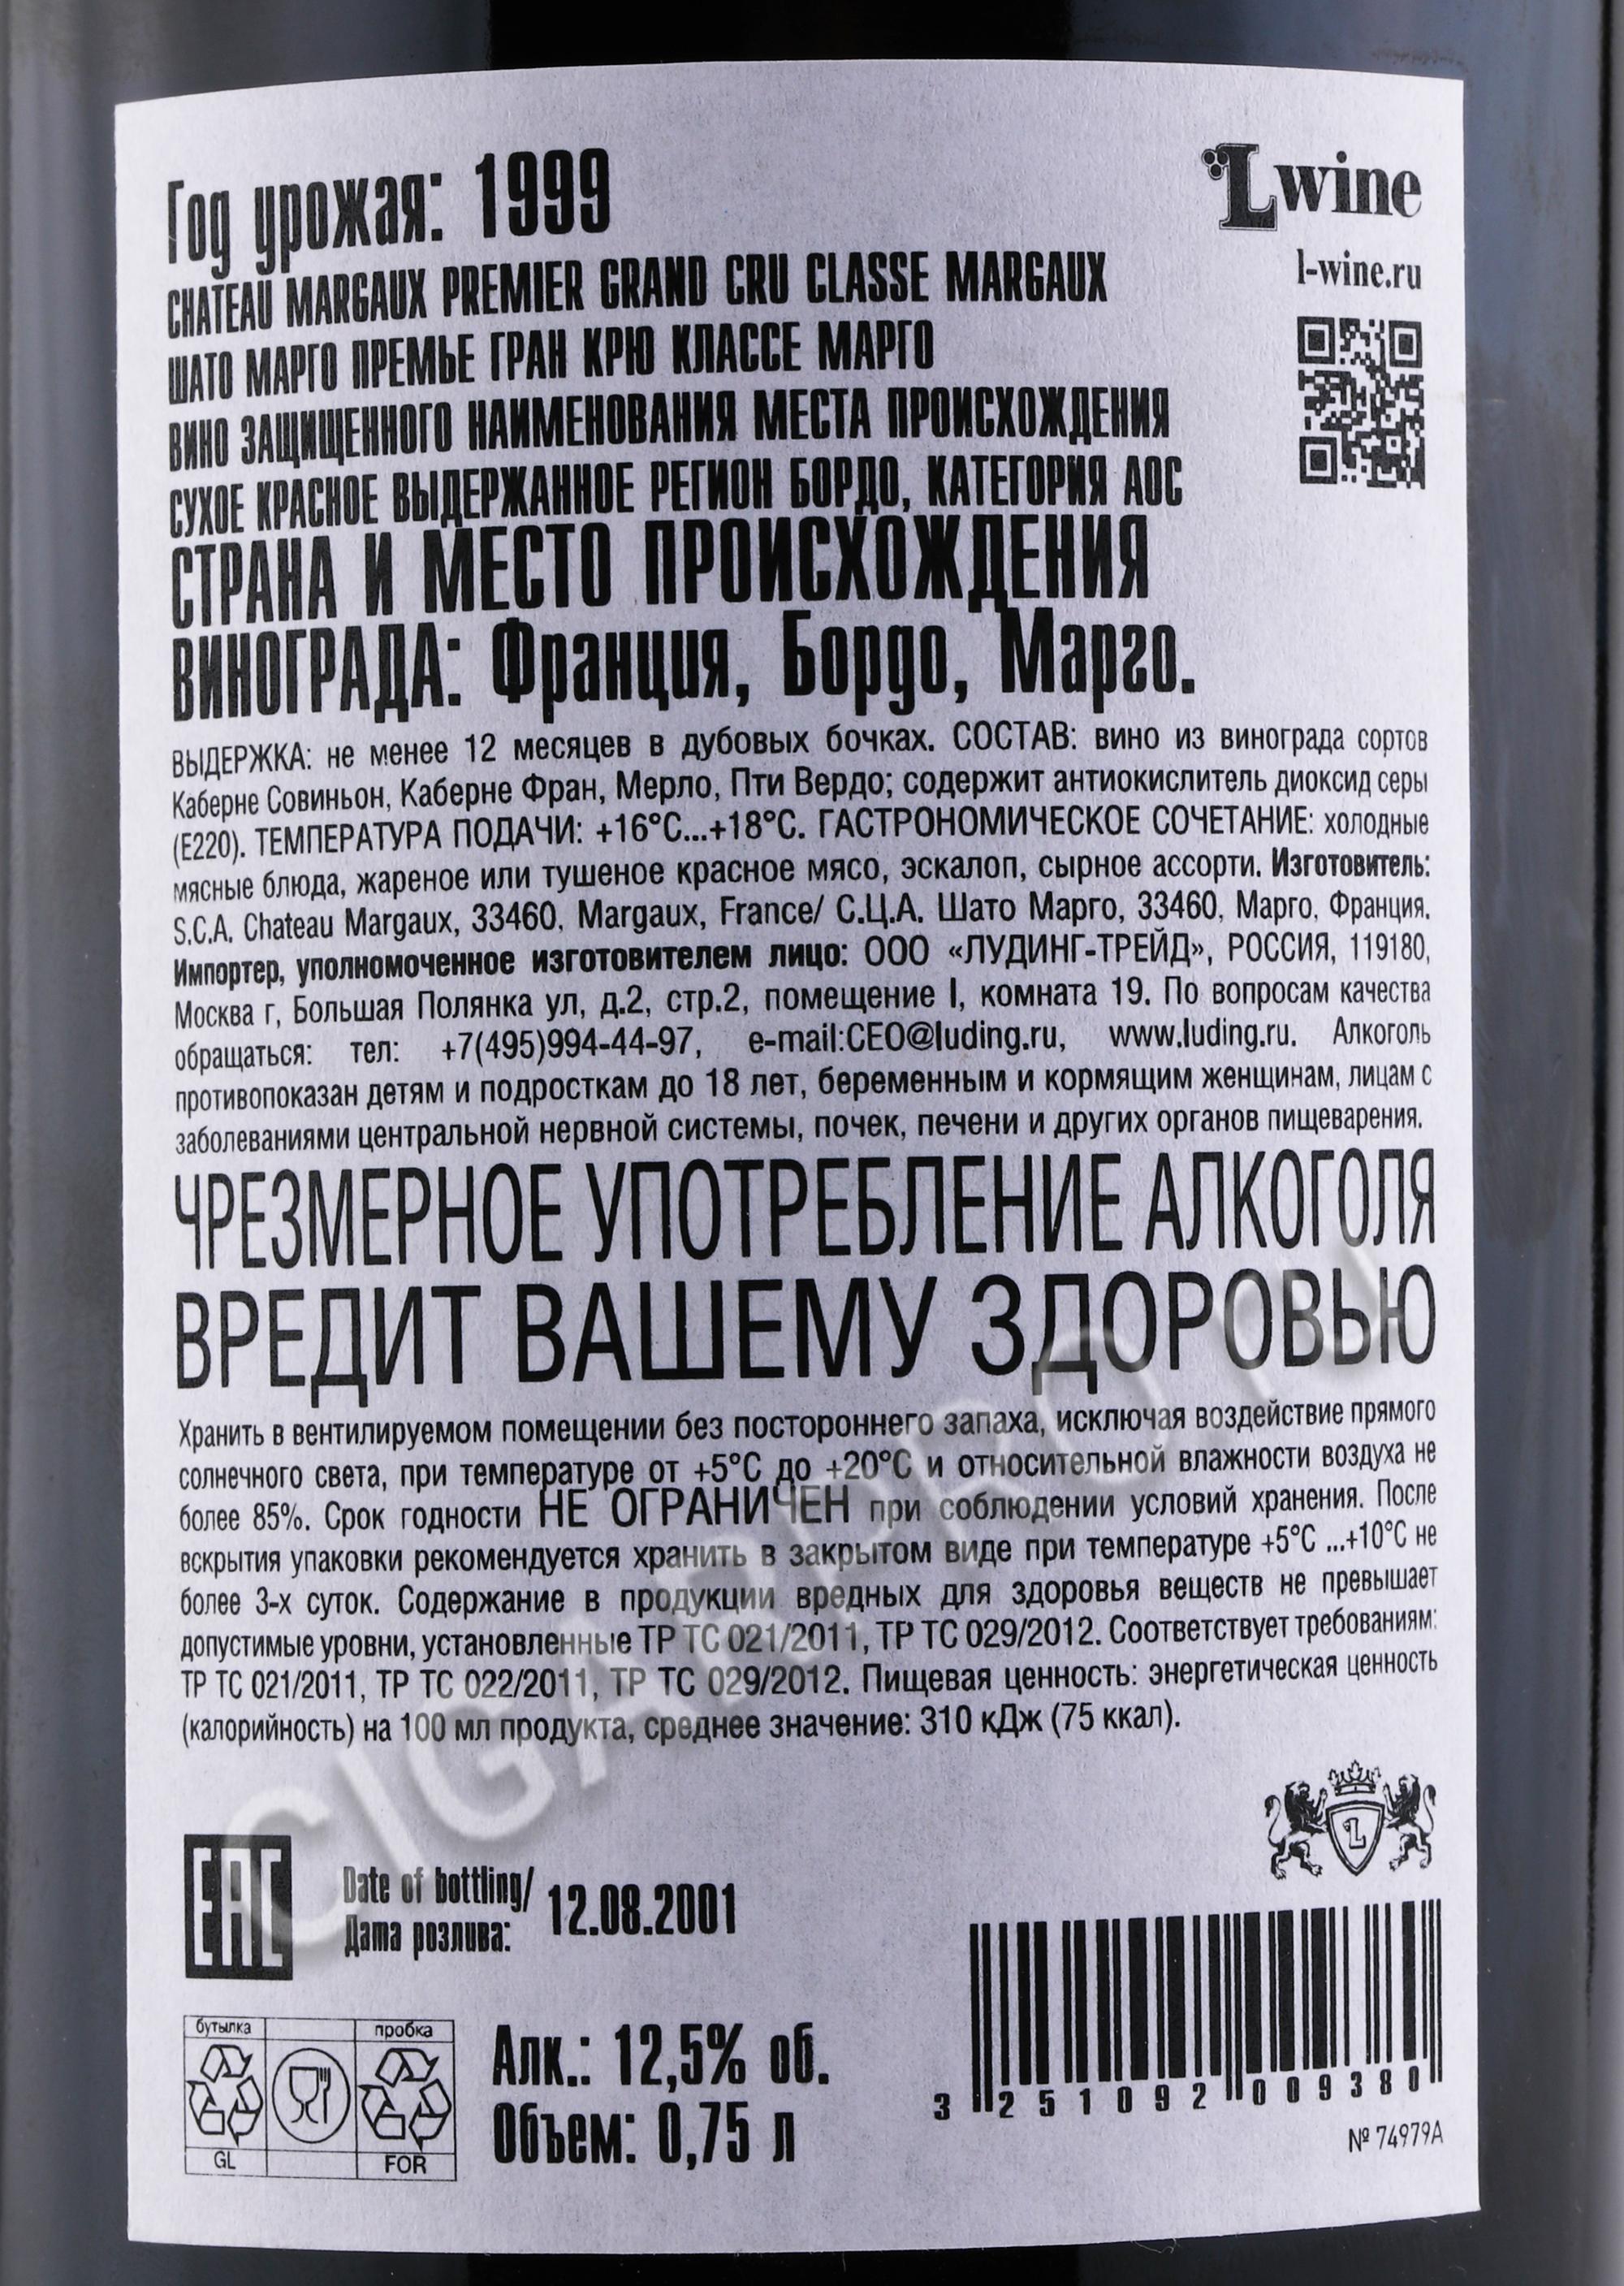 Год урожая: 1999
Lwine
l-wine.ru
CHATEAU MARGAUX PREMIER GRAND CRU CLASSE MARGAUX
ШАТО МАРГО ПРЕМЬЕ ГРАН КРЮ КЛАССЕ МАРГО
ВИНО ЗАЩИЩЕННОГО НАИМЕНОВАНИЯ МЕСТА ПРОИСХОЖДЕНИЯ
СУХОЕ КРАСНОЕ ВЫДЕРЖАННОЕ РЕГИОН БОРДО, КАТЕГОРИЯ АОС
СТРАНА И МЕСТО ПРОИСХОЖДЕНИЯ
ВИНОГРАДА: Франция, Бордо, Марго.
ВЫДЕРЖКА: не менее 12 месяцев в дубовых бочках. СОСТАВ: вино из винограда сортов
Каберне Совиньон, Каберне Фран, Мерло, Пти Вердо; содержит антиокислитель диоксид серы
(Е220). ТЕМПЕРАТУРА ПОДАЧИ: +16°С...+18°С. ГАСТРОНОМИЧЕСКОЕ СОЧЕТАНИЕ: холодные
мясные блюда, жареное или тушеное красное мясо, эскалоп, сырное ассорти. Изготовитель:
S.C.A. Chateau Margaux, 33460, Margaux, France/ С.Ц.А. Шато Марго, 33460, Марго, Франция.
Импортер, уполномоченное изготовителем лицо: ООО «ЛУДИНГ-ТРЕЙД», РОССИЯ, 119180,
Москва г, Большая Полянка ул, д.2, стр.2, помещение I, комната 19. По вопросам качества
обращаться: тел: +7(495)994-44-97, e-mail:CEO@luding.ru, www.luding.ru. Алкоголь
противопоказан детям и подросткам до 18 лет, беременным и кормящим женщинам, лицам с
заболеваниями центральной нервной системы, почек, печени и других органов пищеварения.
ЧРЕЗМЕРНОЕ УПОТРЕБЛЕНИЕ АЛКОГОЛЯ
ВРЕДИТ ВАШЕМУ ЗДОРОВЬЮ
Хранить в вентилируемом помещении без постороннего запаха, исключая воздействие прямого
солнечного света, при температуре от +5°С до +20°С и относительной влажности воздуха не
более 85%. Срок годности НЕ ОГРАНИЧЕН при соблюдении условий хранения. После
вскрытия упаковки рекомендуется хранить в закрытом виде при температуре +5°С ...+10°С не
более 3-х суток. Содержание в продукции вредных для здоровья веществ не превышает
допустимые уровни, установленные ТР ТС 021/2011, ТР ТС 029/2012. Соответствует требованиям:
ТР ТС 021/2011, ТР ТС 022/2011, ТР ТС 029/2012. Пищевая ценность: энергетическая ценность
(калорийность) на 100 мл продукта, среднее значение: 310 кДж (75 ккал).
CIGARPRO.RU
L
EAC
Date of bottling/
Дата розлива: 12.08.2001
бутылка пробка
GL FOR
Алк.: 12,5% об.
Объем: 0,75 л
3 251092 009380
№ 74979А